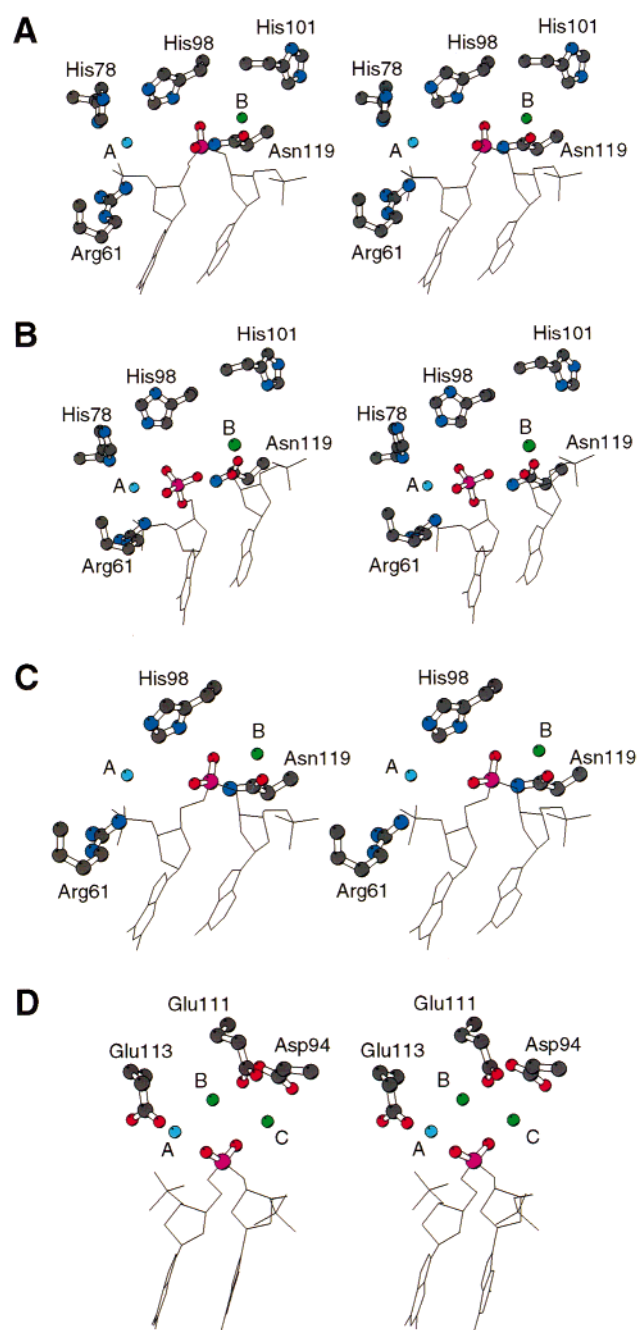 A
His101 His101
His98 His98
His78 His78
B B
A A
Asn119 Asn119
Arg61 Arg61
B
His101 His101
His98 His98
His78 His78
B B
Asn119 Asn119
A A
Arg61 Arg61
C
His98 His98
B B
A A
Asn119 Asn119
Arg61 Arg61
D
Glu111 Glu111
Glu113 Asp94 Glu113 Asp94
B B
A C A C